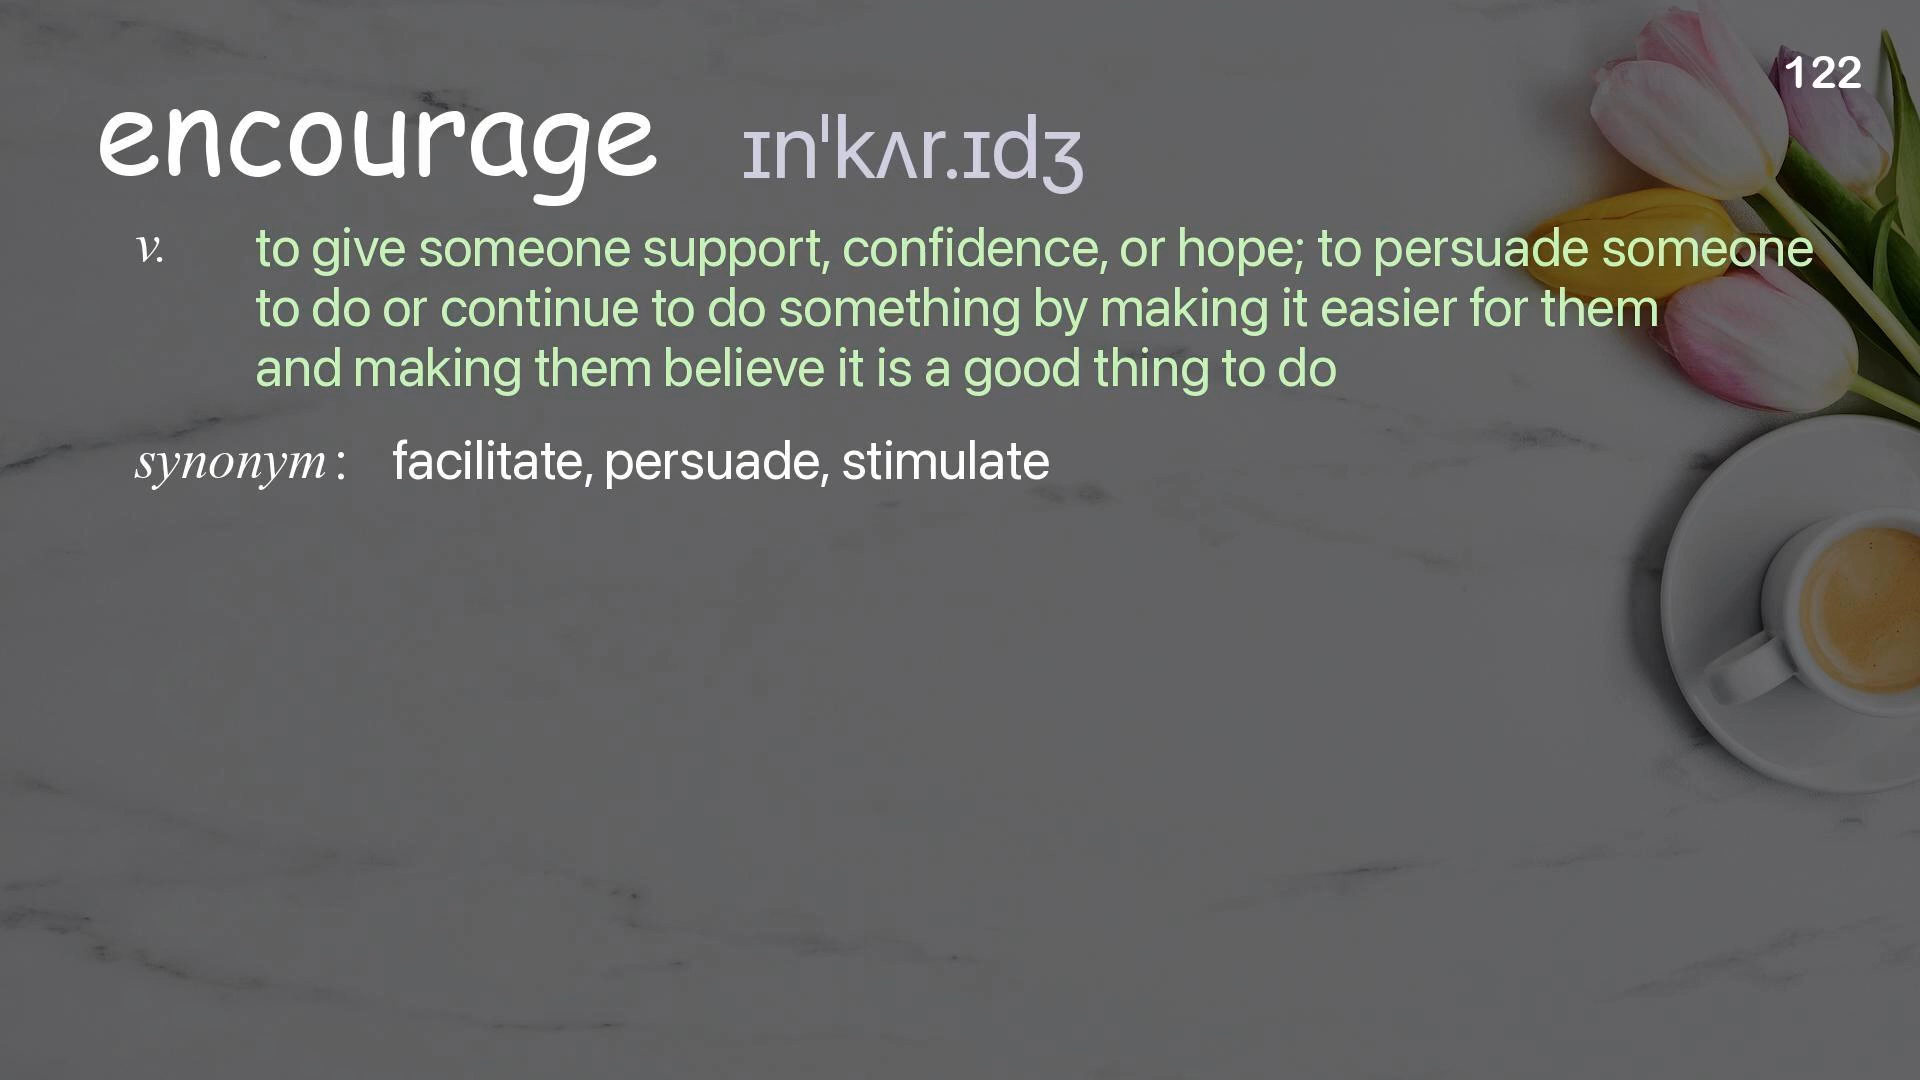 122
encourage ɪnˈkʌr.ɪdʒ
v. to give someone support, confidence, or hope; to persuade someone
to do or continue to do something by making it easier for them
and making them believe it is a good thing to do
synonym: facilitate, persuade, stimulate